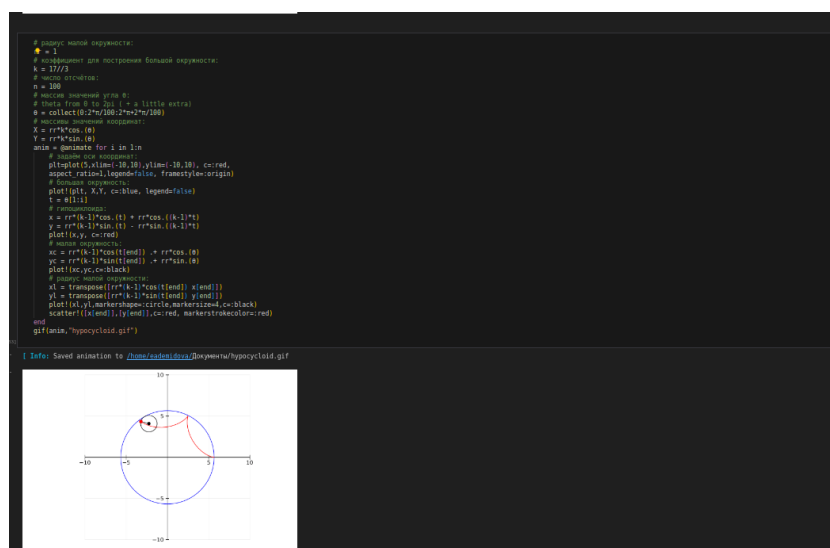 # радиус малой окружности:
= 1
# коэффициент для построения большой окружности:
k = 17//3
# число отсчётов:
n = 100
# массив значений угла θ:
# theta from 0 to 2pi ( + a little extra)
θ = collect(0:2*π/100:2*π+2*π/100)
# массивы значений координат:
X = rr*k*cos.(θ)
Y = rr*k*sin.(θ)
anim = @animate for i in 1:n
# задаём оси координат:
plt=plot(5,xlim=(-10,10),ylim=(-10,10), c=:red,
aspect_ratio=1,legend=false, framestyle=:origin)
# большая окружность:
plot!(plt, X,Y, c=:blue, legend=false)
t = θ[1:i]
# гипоциклоида:
x = rr*(k-1)*cos.(t) + rr*cos.((k-1)*t)
y = rr*(k-1)*sin.(t) - rr*sin.((k-1)*t)
plot!(x,y, c=:red)
# малая окружность:
xc = rr*(k-1)*cos(t[end]) .+ rr*cos.(θ)
yc = rr*(k-1)*sin(t[end]) .+ rr*sin.(θ)
plot!(xc,yc,c=:black)
# радиус малой окружности:
xl = transpose([rr*(k-1)*cos(t[end]) x[end]])
yl = transpose([rr*(k-1)*sin(t[end]) y[end]])
plot!(xl,yl,markershape=:circle,markersize=4,c=:black)
scatter!([x[end]],[y[end]],c=:red, markerstrokecolor=:red)
end
gif(anim,"hypocycloid.gif")
[ Info: Saved animation to /home/eademidova/Документы/hypocycloid.gif
10
5
-10 -5 5 10
-5
-10